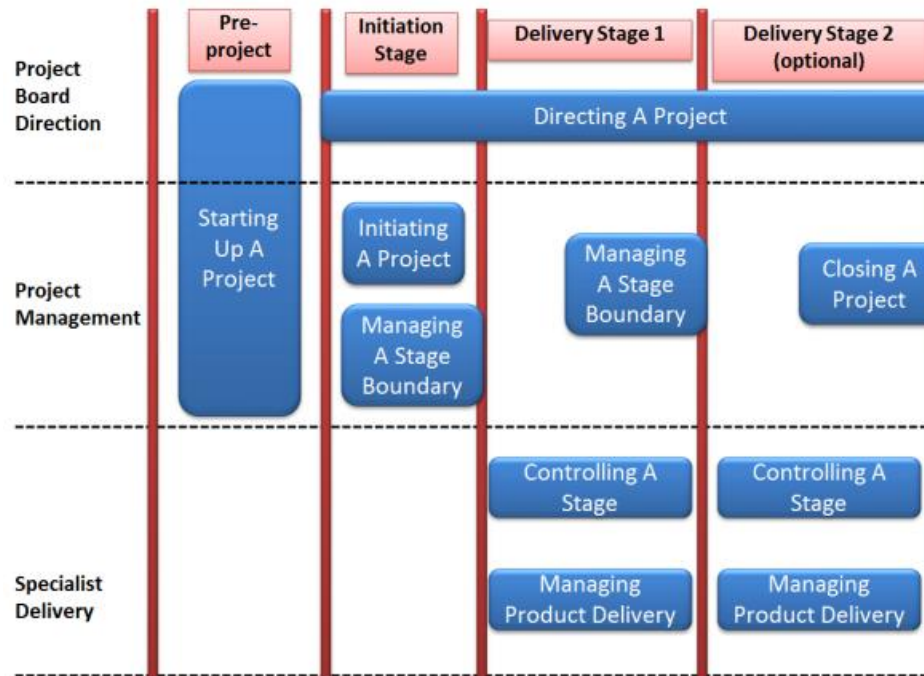 Pre-
project
Initiation
Stage
Delivery Stage 1
Delivery Stage 2
(optional)
Project
Board
Direction
Directing A Project
Starting
Up A
Project
Initiating
A Project
Managing
A Stage
Boundary
Closing A
Project
Project
Management
Managing
A Stage
Boundary
Controlling A
Stage
Controlling A
Stage
Specialist
Delivery
Managing
Product Delivery
Managing
Product Delivery